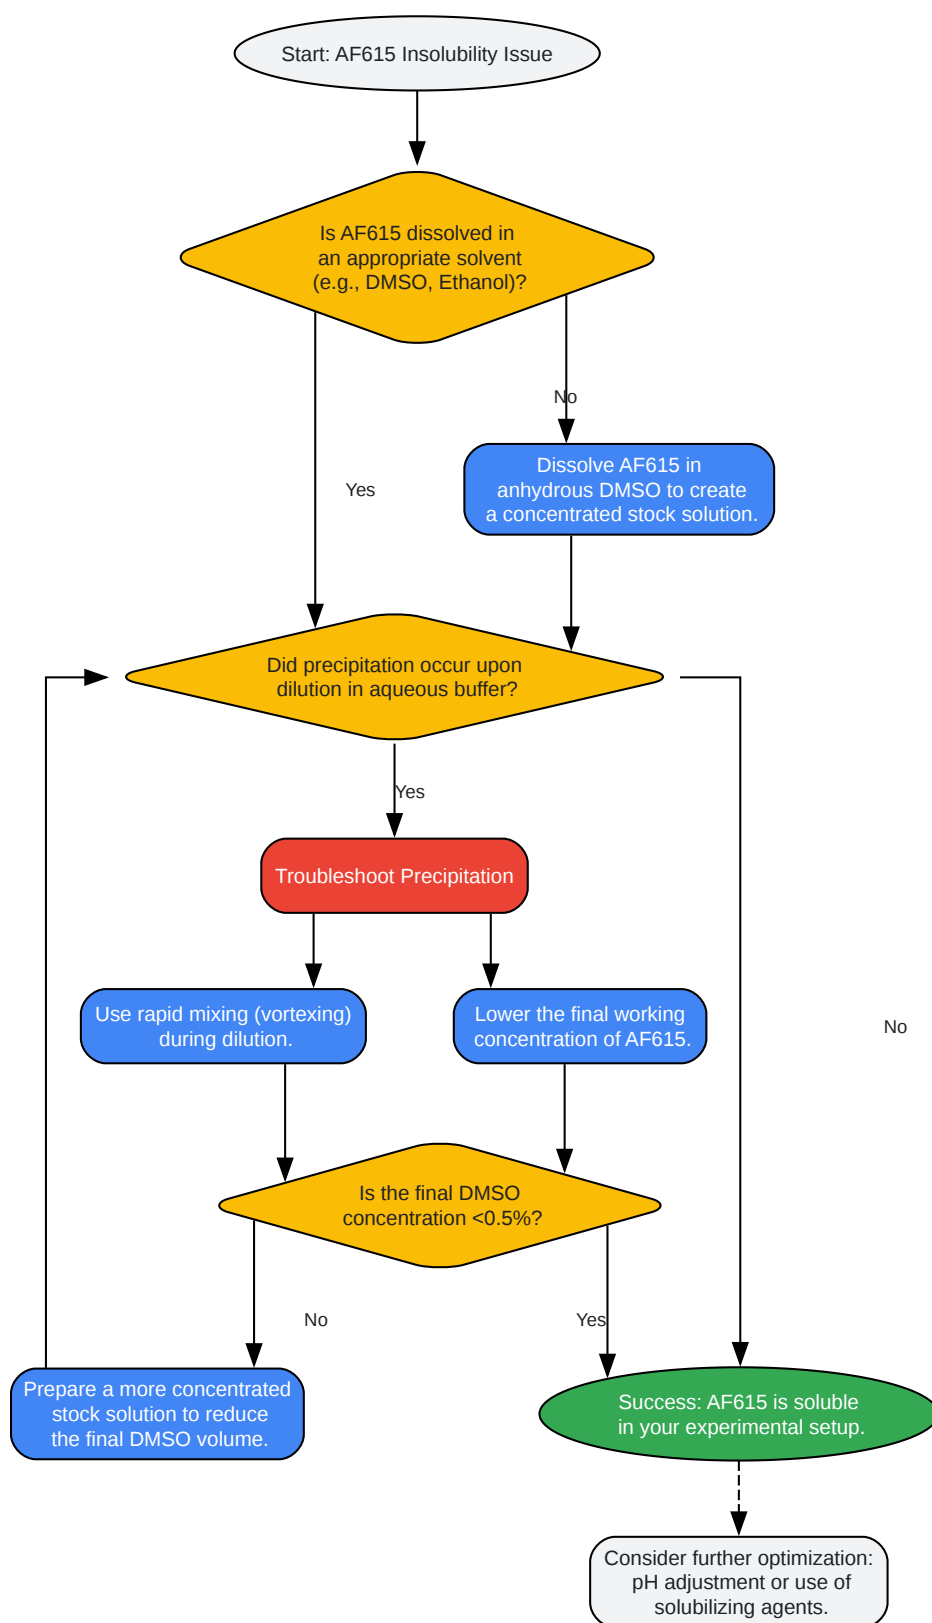 Start: AF615 Insolubility Issue
Is AF615 dissolved in
an appropriate solvent
(e.g., DMSO, Ethanol)?
No
Dissolve AF615 in
anhydrous DMSO to create
a concentrated stock solution.
Yes
Did precipitation occur upon
dilution in aqueous buffer?
Yes
Troubleshoot Precipitation
Use rapid mixing (vortexing)
during dilution.
Lower the final working
concentration of AF615.
No
Is the final DMSO
concentration <0.5%?
No
Yes
Prepare a more concentrated
stock solution to reduce
the final DMSO volume.
Success: AF615 is soluble
in your experimental setup.
Consider further optimization:
pH adjustment or use of
solubilizing agents.